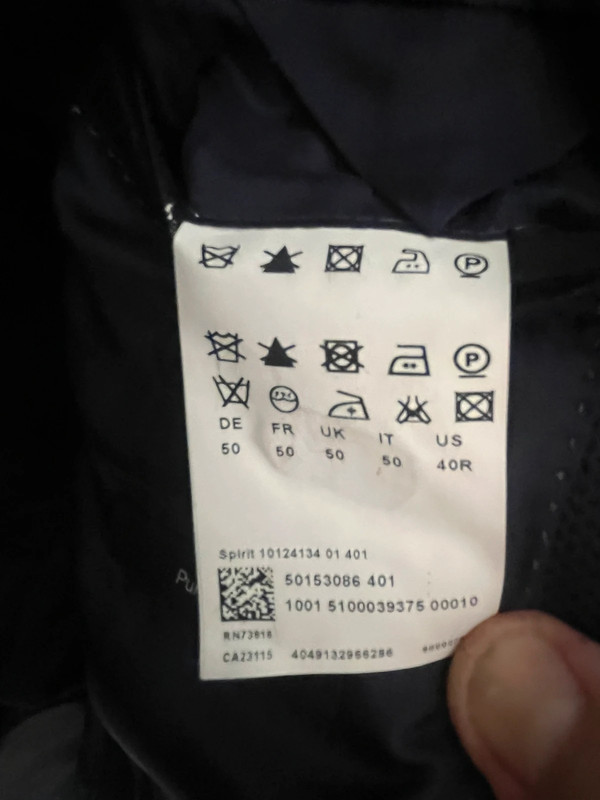 P
P
DE FR UK IT US
50 50 50 50 40R
Spirit 10124134 01 401
50153086 401
1001 5100039375 00010
RN73818
CA23115 4049132966286